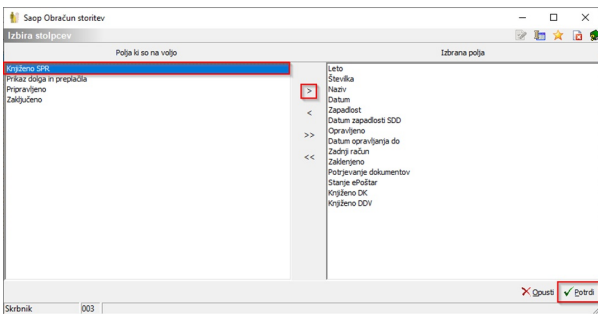 Saop Obračun storitev
Izbira stolpcev
Polja ki so na voljo
Izbrana polja
Knjiženo SPR
Prikaz dolga in preplačila
Pripravljeno
Zaključeno
>
<
>>
<<
Leto
Številka
Naziv
Datum
Zapadlost
Datum zapadlosti SDD
Opravljeno
Datum opravljanja do
Zadnji račun
Zaklenjeno
Potrjevanje dokumentov
Stanje ePoštar
Knjiženo DK
Knjiženo DDV
Opusti
Potrdi
Skrbnik 003